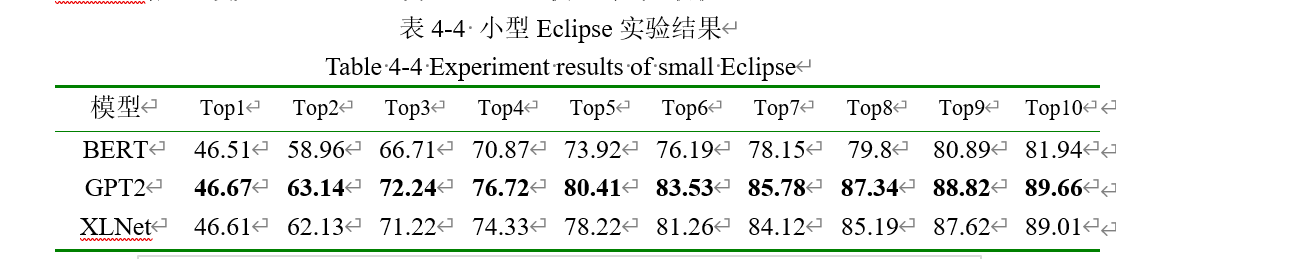 表 4-4 小型 Eclipse 实验结果
Table 4-4 Experiment results of small Eclipse
模型 Top1 Top2 Top3 Top4 Top5 Top6 Top7 Top8 Top9 Top10
BERT 46.51 58.96 66.71 70.87 73.92 76.19 78.15 79.8 80.89 81.94
GPT2 46.67 63.14 72.24 76.72 80.41 83.53 85.78 87.34 88.82 89.66
XLNet 46.61 62.13 71.22 74.33 78.22 81.26 84.12 85.19 87.62 89.01